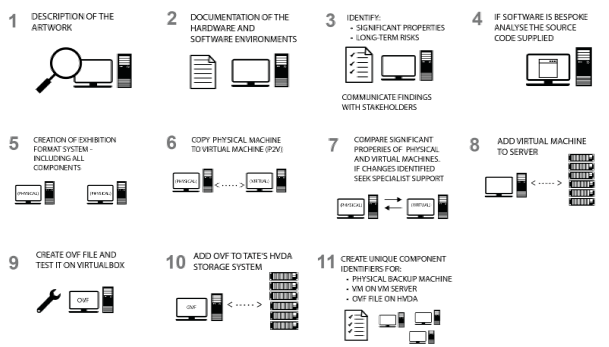 1
DESCRIPTION OF THE
ARTWORK
2
DOCUMENTATION OF THE
HARDWARE AND
SOFTWARE ENVIRONMENTS
3
IDENTIFY:
- SIGNIFICANT PROPERTIES
- LONG-TERM RISKS
COMMUNICATE FINDINGS
WITH STAKEHOLDERS
4
IF SOFTWARE IS BESPOKE
ANALYSE THE SOURCE
CODE SUPPLIED
5
CREATION OF EXHIBITION
FORMAT SYSTEM -
INCLUDING ALL
COMPONENTS
(PHYSICAL)
(PHYSICAL)
6
COPY PHYSICAL MACHINE
TO VIRTUAL MACHINE (P2V)
(PHYSICAL)
< ----- >
(VIRTUAL)
7
COMPARE SIGNIFICANT
PROPERIES OF PHYSICAL
AND VIRTUAL MACHINES.
IF CHANGES IDENTIFIED
SEEK SPECIALIST SUPPORT
(PHYSICAL)
(VIRTUAL)
8
ADD VIRTUAL MACHINE
TO SERVER
< ----- >
9
CREATE OVF FILE AND
TEST IT ON VIRTUALBOX
OVF
10
ADD OVF TO TATE'S HVDA
STORAGE SYSTEM
OVF
< ----- >
11
CREATE UNIQUE COMPONENT
IDENTIFIERS FOR:
• PHYSICAL BACKUP MACHINE
• VM ON VM SERVER
• OVF FILE ON HVDA